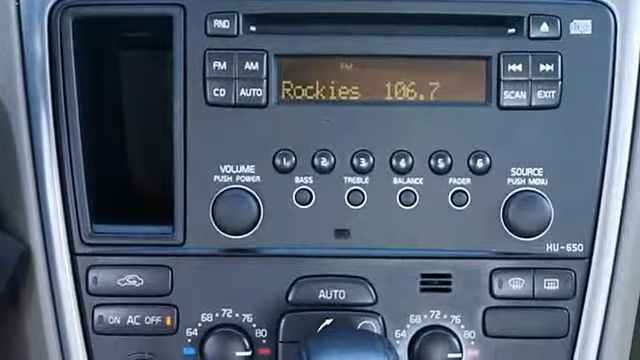 RND
FM AM
CD AUTO
FM
Rockies 106.7
SCAN EXIT
1 2 3 4 5 6
VOLUME
PUSH POWER
BASS TREBLE BALANCE FADER
SOURCE
PUSH MENU
HU-650
AUTO
ON AC OFF
68 72 76
64 80
68 72 76
64 80